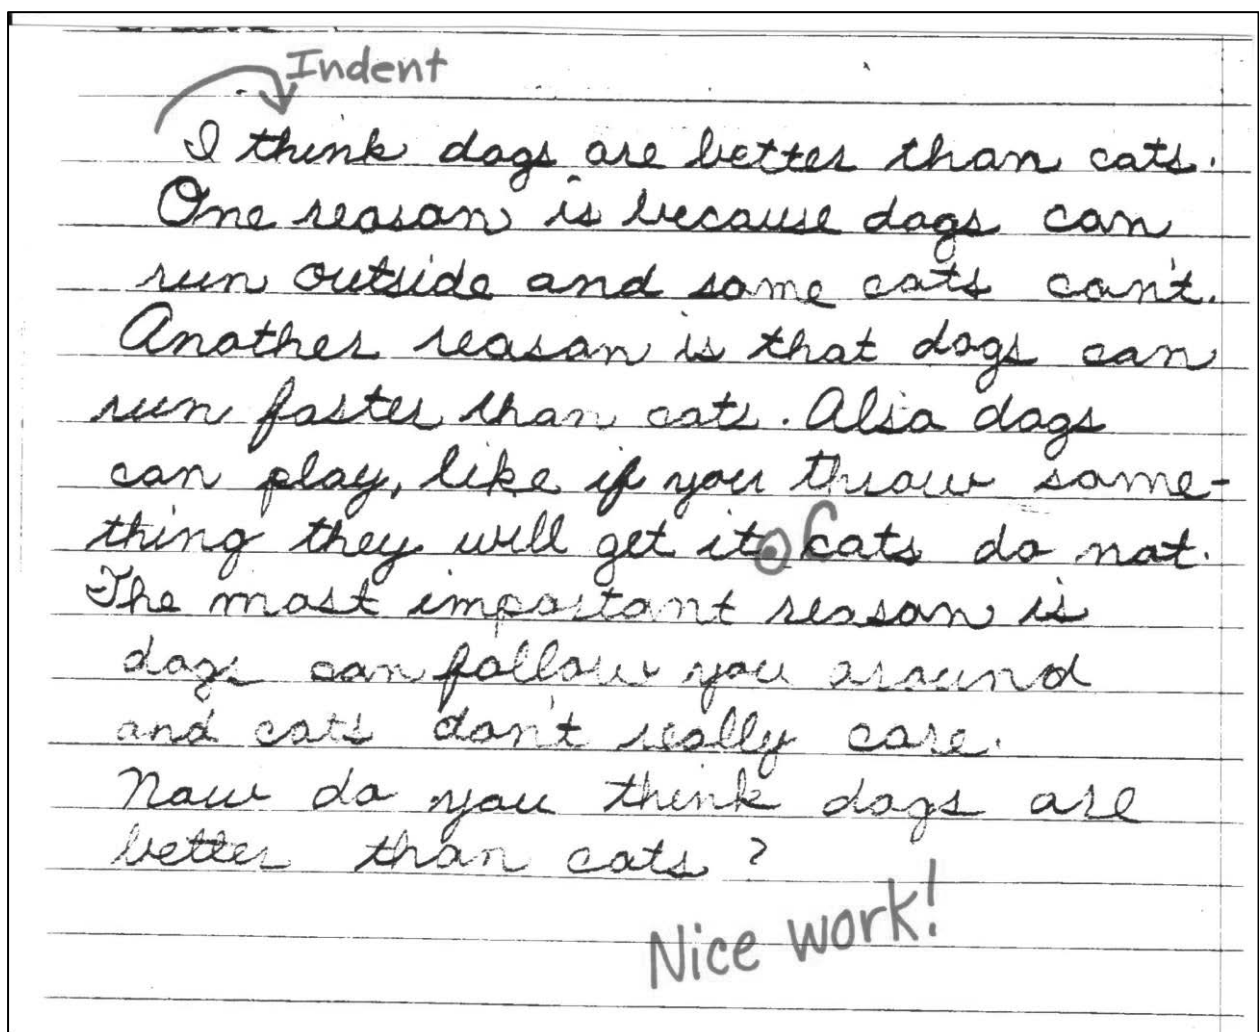 Indent
I think dogs are better than cats.
One reason is because dogs can
run outside and some cats can't.
Another reason is that dogs can
run faster than cats. Also dogs
can play, like if you throw some-
thing they will get it. Cats do not.
The most important reason is
dogs can follow you around
and cats don't really care.
Now do you think dogs are
better than cats?
Nice work!